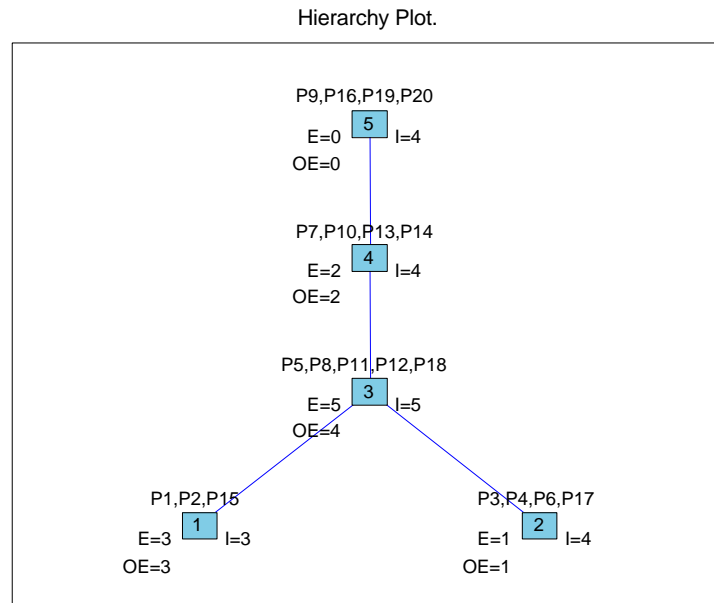 Hierarchy Plot.
P9,P16,P19,P20
5
E=0 I=4
OE=0
P7,P10,P13,P14
4
E=2 I=4
OE=2
P5,P8,P11,P12,P18
3
E=5 I=5
OE=4
P1,P2,P15
1
E=3 I=3
OE=3
P3,P4,P6,P17
2
E=1 I=4
OE=1